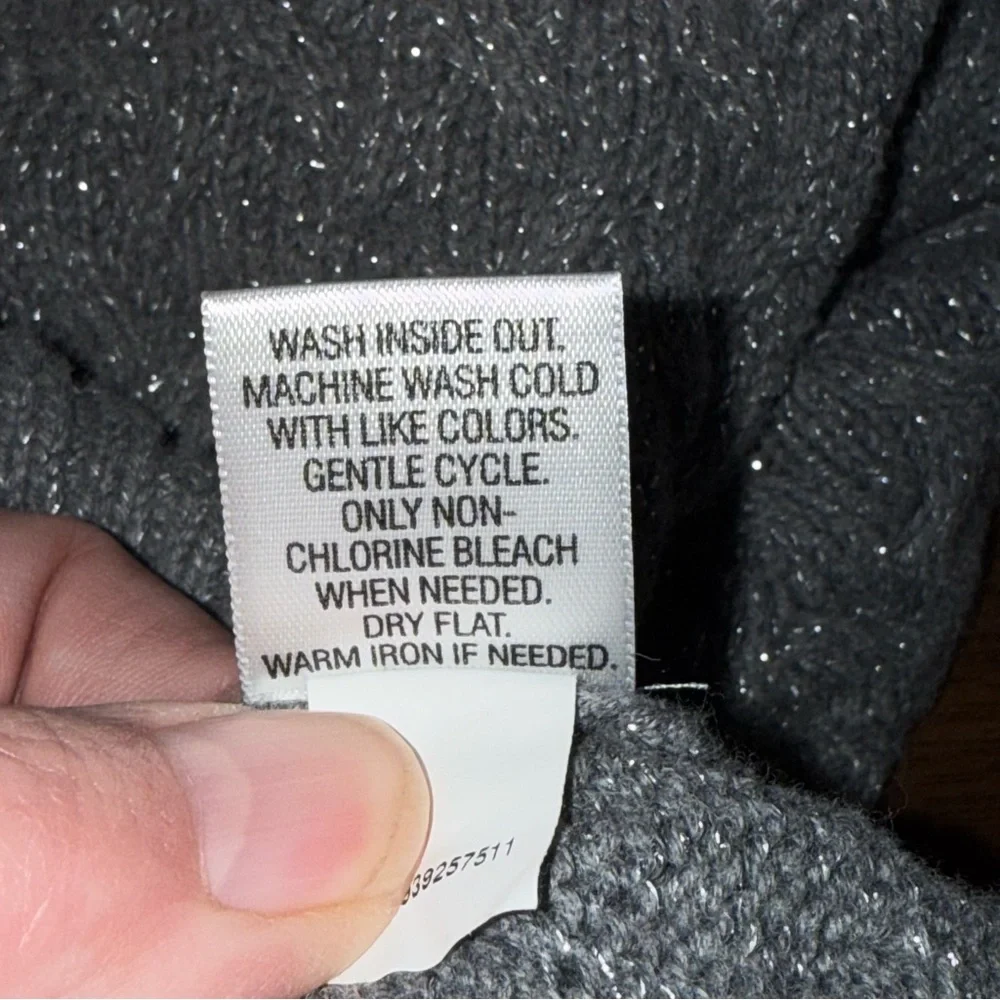 WASH INSIDE OUT.
MACHINE WASH COLD
WITH LIKE COLORS.
GENTLE CYCLE.
ONLY NON-
CHLORINE BLEACH
WHEN NEEDED.
DRY FLAT.
WARM IRON IF NEEDED.
39257511